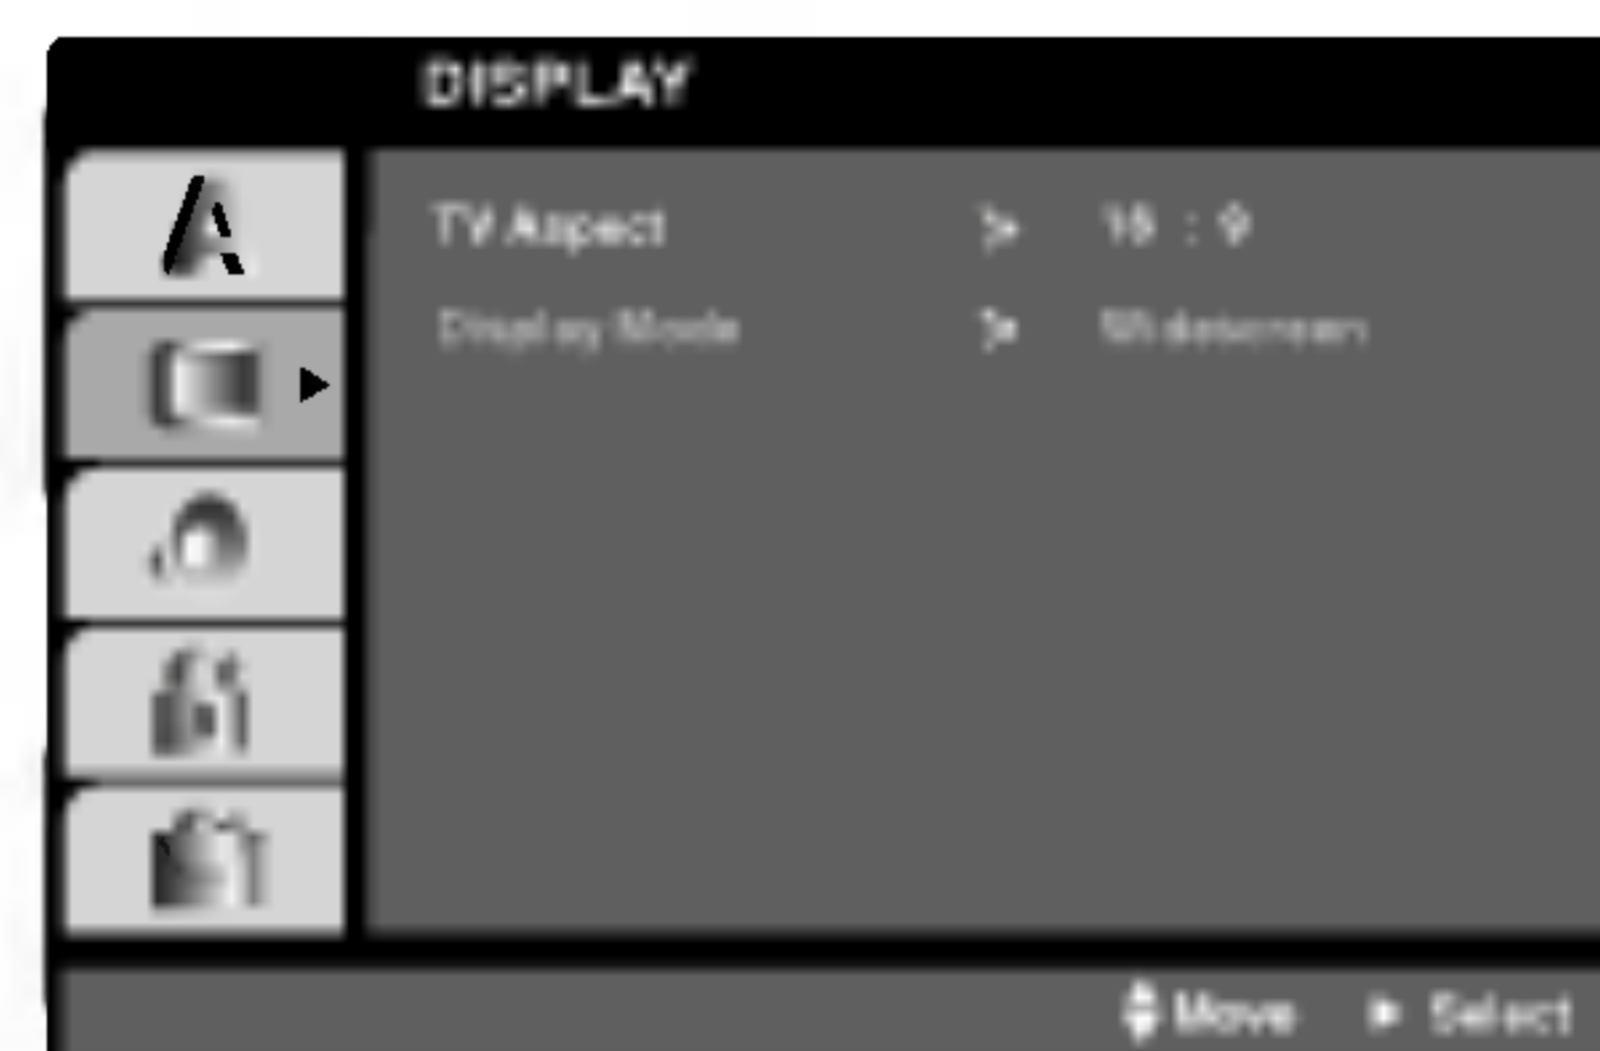 DISPLAY
A
TV Aspect > 16 : 9
Display Mode > Widescreen
Move Select